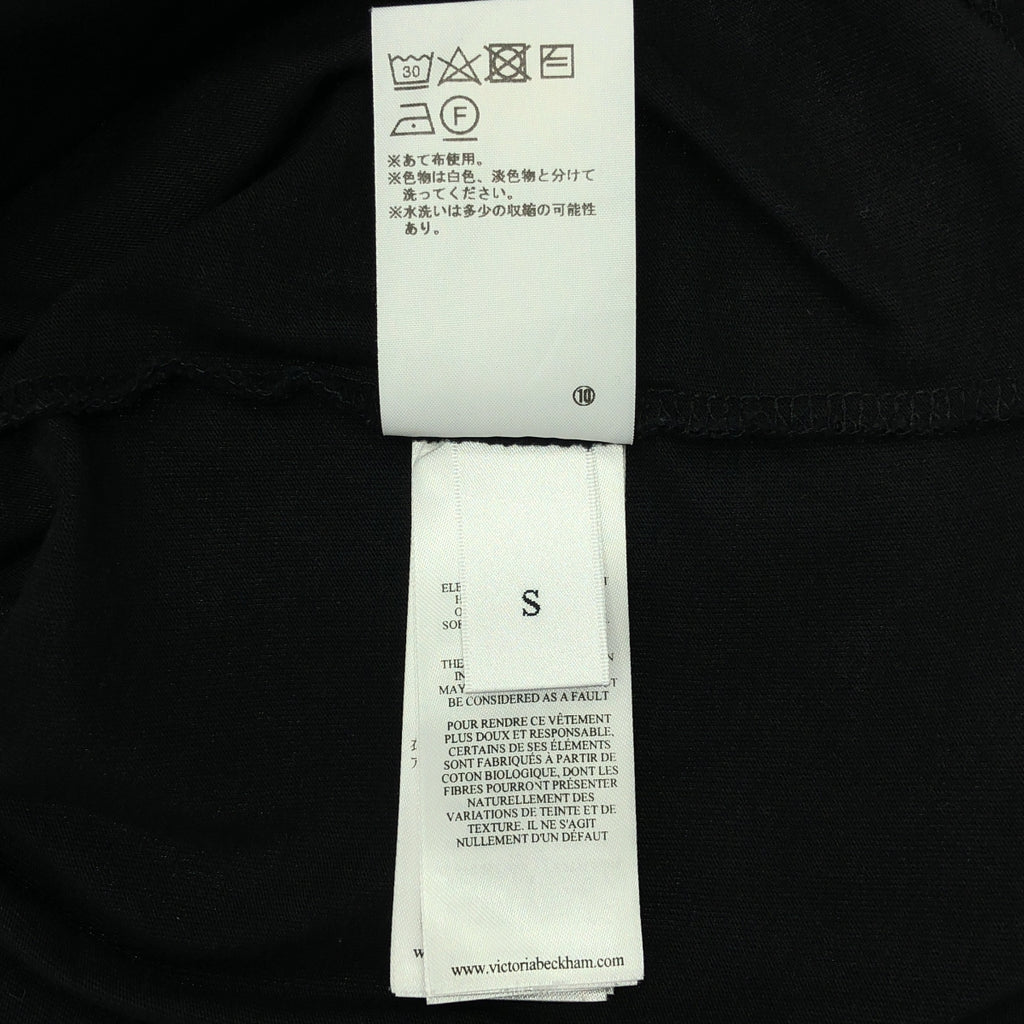 30
F
※あて布使用。
※色物は白色、淡色物と分けて
洗ってください。
※水洗いは多少の収縮の可能性
あり。
⑩
S
THE
MAY
BE CONSIDERED AS A FAULT
POUR RENDRE CE VÊTEMENT
PLUS DOUX ET RESPONSABLE,
CERTAINS DE SES ÉLÉMENTS
SONT FABRIQUÉS À PARTIR DE
COTON BIOLOGIQUE, DONT LES
FIBRES POURRONT PRÉSENTER
NATURELLEMENT DES
VARIATIONS DE TEINTE ET DE
TEXTURE. IL NE S'AGIT
NULLEMENT D'UN DÉFAUT
www.victoriabeckham.com